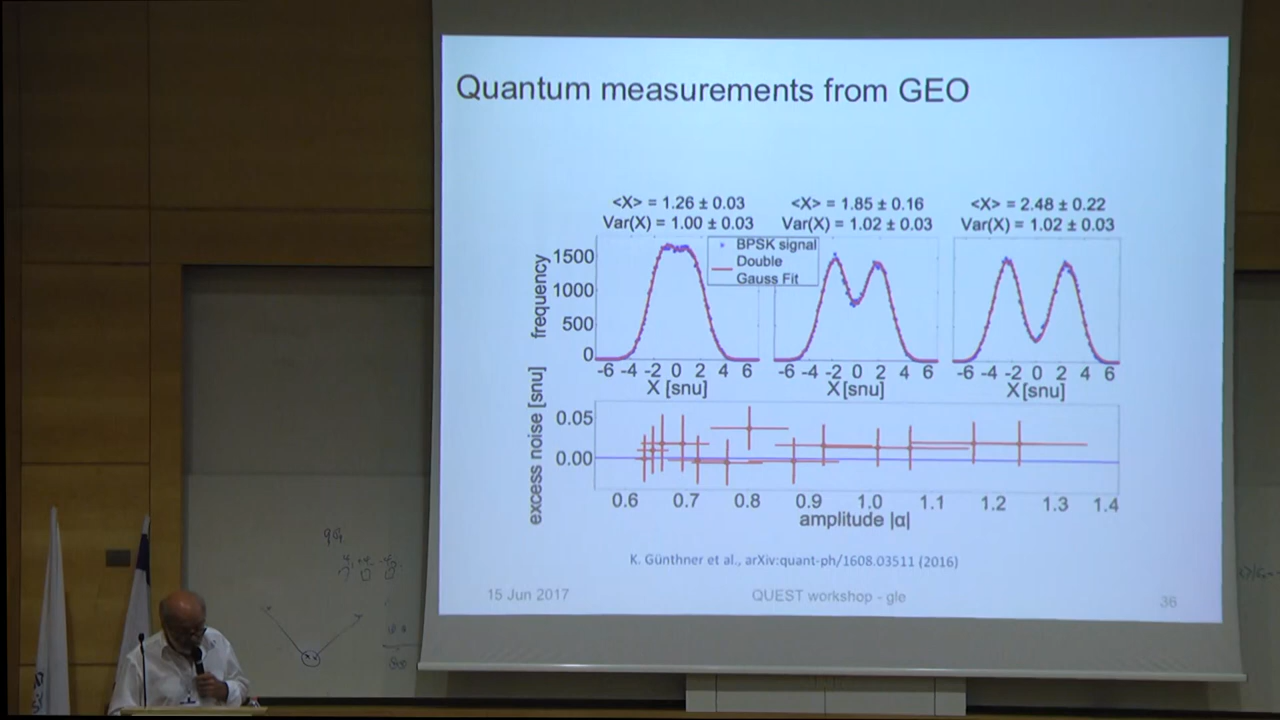 Quantum measurements from GEO
<X> = 1.26 ± 0.03
Var(X) = 1.00 ± 0.03
<X> = 1.85 ± 0.16
Var(X) = 1.02 ± 0.03
<X> = 2.48 ± 0.22
Var(X) = 1.02 ± 0.03
BPSK signal
Double
Gauss Fit
frequency
1500
1000
500
0
-6 -4 -2 0 2 4 6
X [snu]
-6 -4 -2 0 2 4 6
X [snu]
-6 -4 -2 0 2 4 6
X [snu]
excess noise [snu]
0.05
0.00
0.6 0.7 0.8 0.9 1.0 1.1 1.2 1.3 1.4
amplitude |α|
K. Günthner et al., arXiv:quant-ph/1608.03511 (2016)
15 Jun 2017
QUEST workshop - gle
36